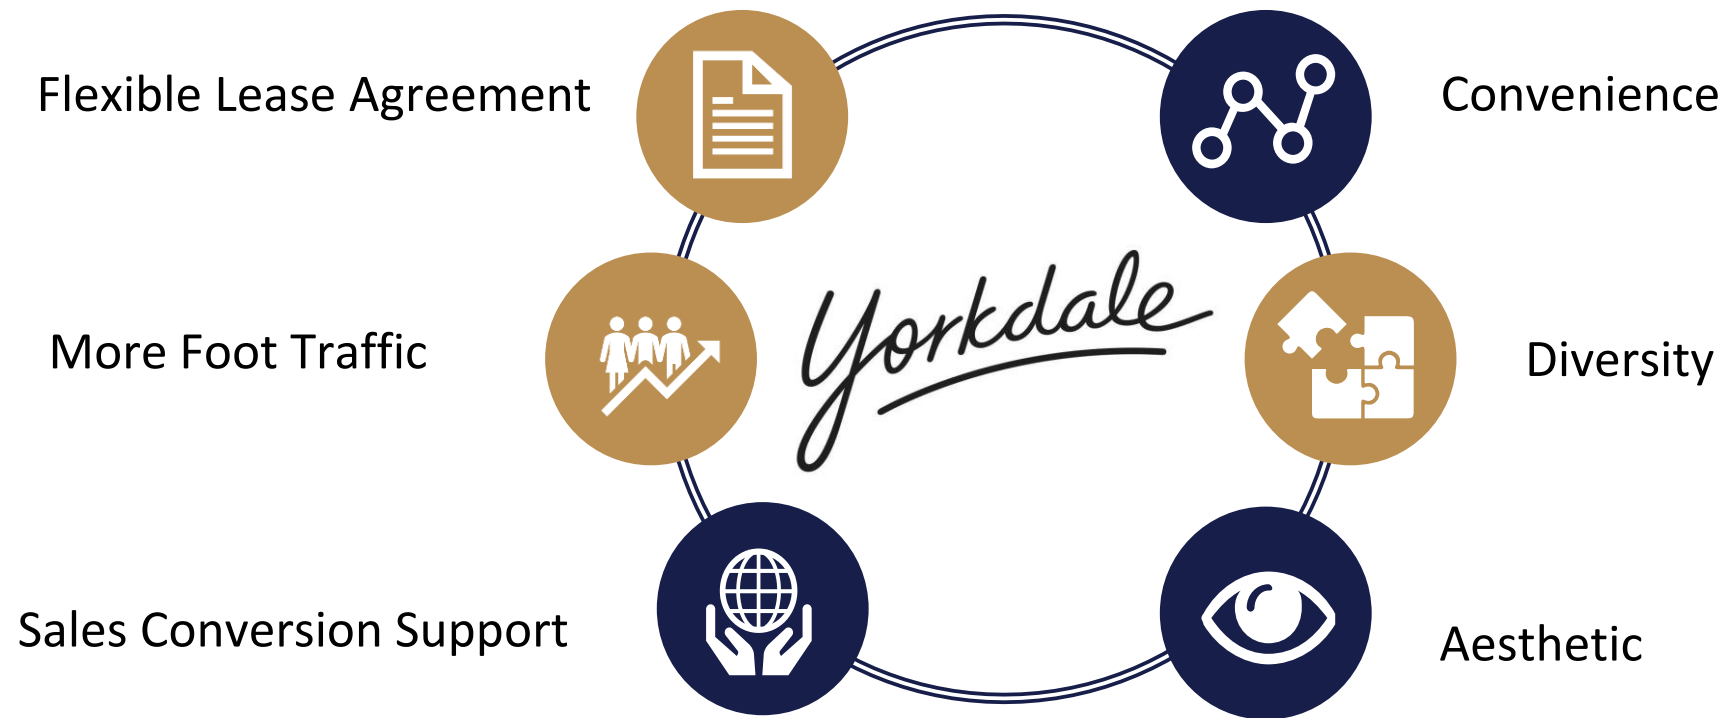 Flexible Lease Agreement
Convenience
Yorkdale
More Foot Traffic
Diversity
Sales Conversion Support
Aesthetic